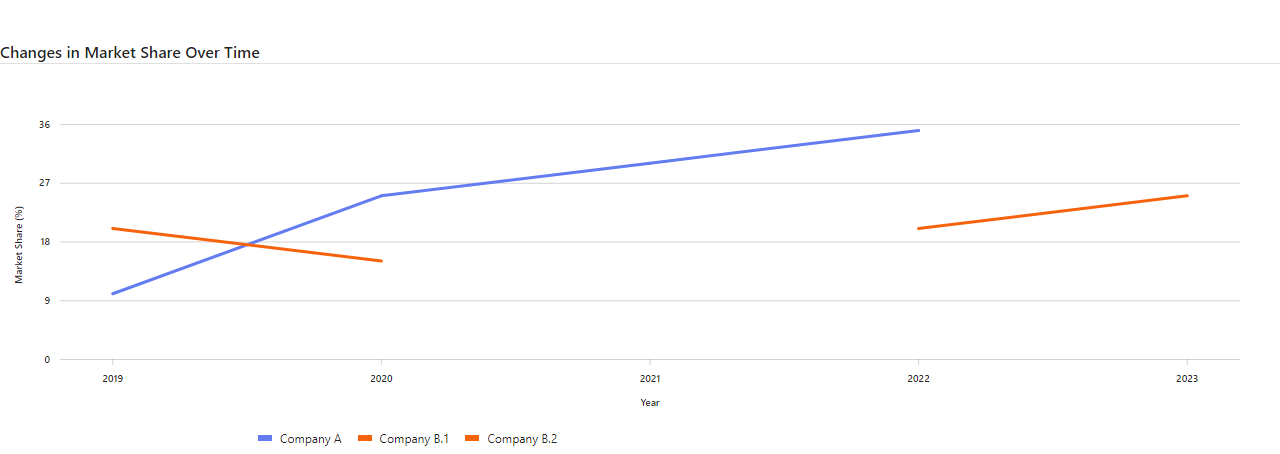 Changes in Market Share Over Time
36
27
18
9
0
Market Share (%)
2019 2020 2021 2022 2023
Year
Company A Company B.1 Company B.2